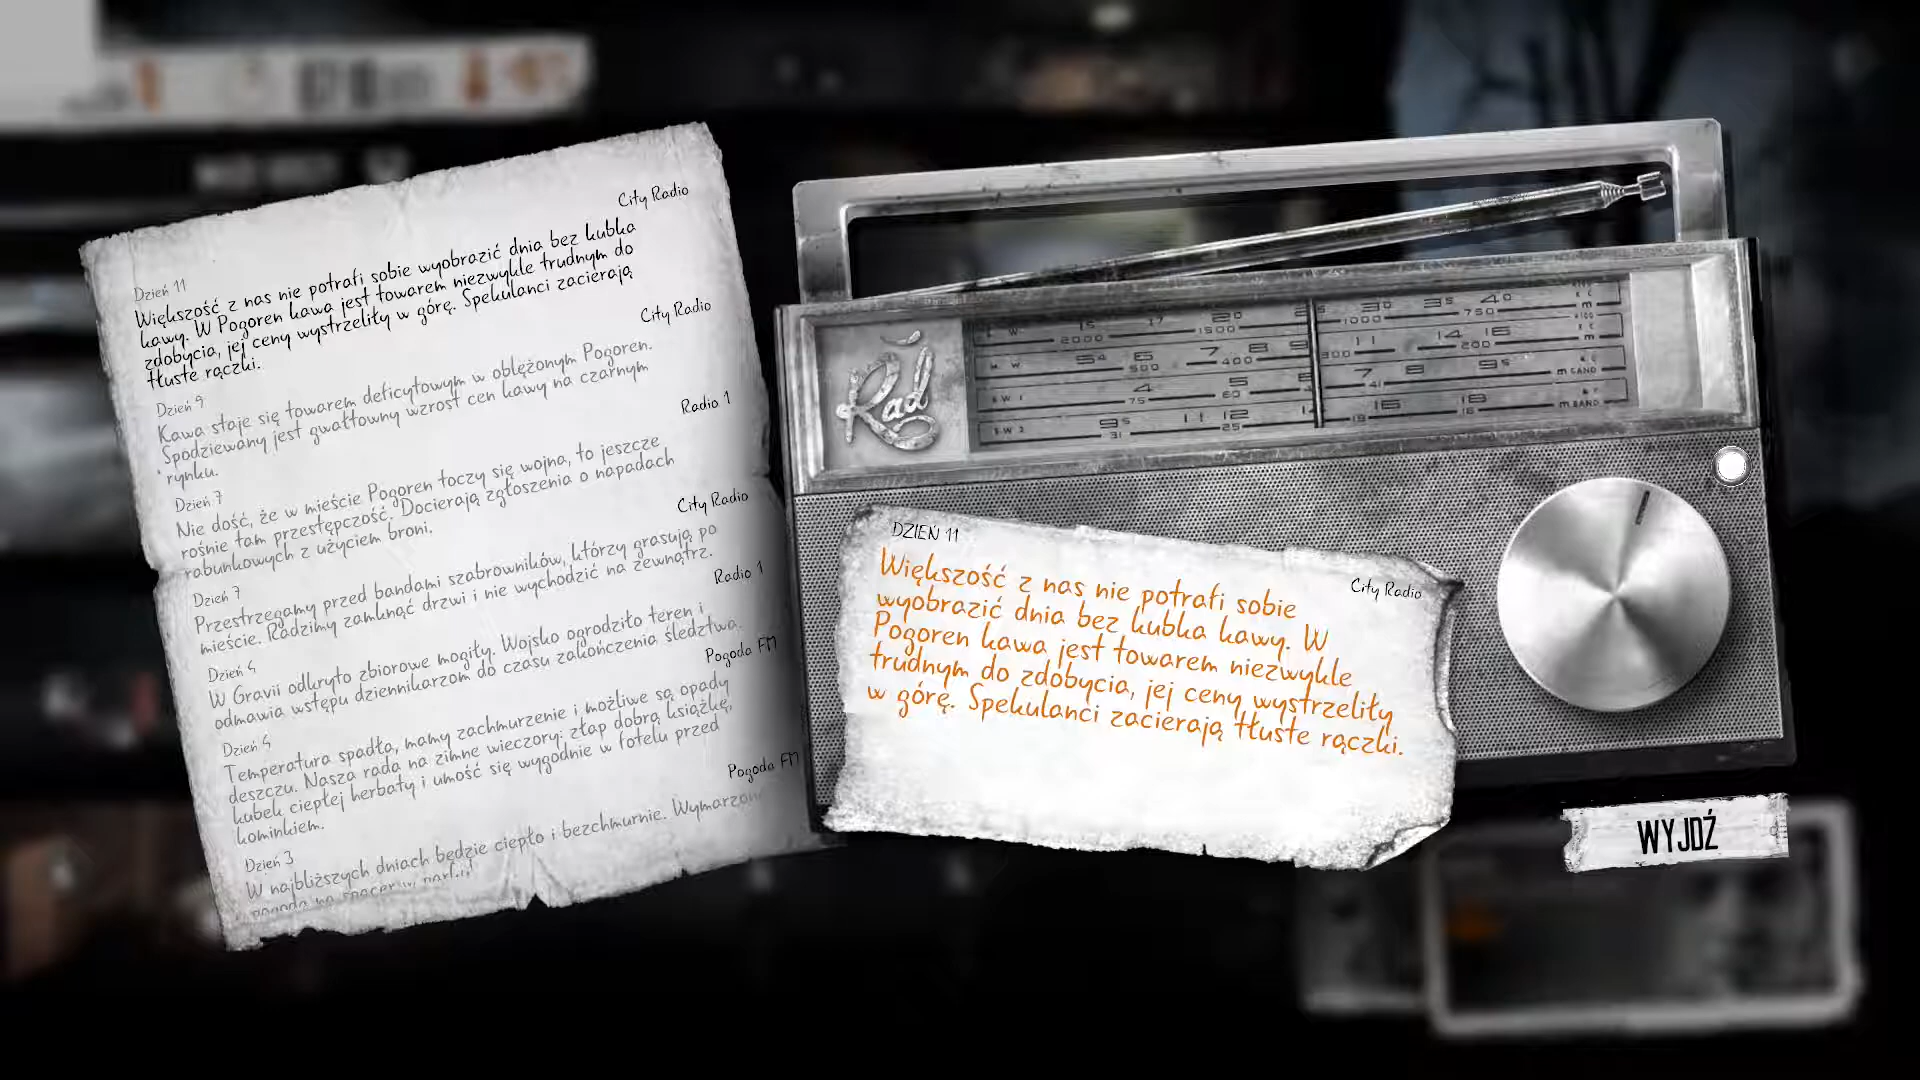 City Radio
Dzień 11
Większość z nas nie potrafi sobie wyobrazić dnia bez kubka
kawy. W Pogoren kawa jest towarem niezwykle trudnym do
zdobycia, jej ceny wystrzeliły w górę. Spekulanci zacierają
tłuste rączki.
City Radio
Dzień 9
Kawa staje się towarem deficytowym w oblężonym Pogoren.
Spodziewany jest gwałtowny wzrost cen kawy na czarnym
rynku.
Radio 1
Dzień 7
Nie dość, że w mieście Pogoren toczy się wojna, to jeszcze
rośnie tam przestępczość. Docierają zgłoszenia o napadach
rabunkowych z użyciem broni.
City Radio
Dzień 7
Przestrzegamy przed bandami szabrowników, którzy grasują po
mieście. Radzimy zamknąć drzwi i nie wychodzić na zewnątrz.
Radio 1
Dzień
W Gravii odkryto zbiorowe mogiły. Wojsko ogrodziło teren i
odmawia wstępu dziennikarzom do czasu zakończenia śledztwa.
Pogoda FM
Dzień
Temperatura spadła, mamy zachmurzenie i możliwe są opady
deszczu. Nasza rada na zimne wieczory: złap dobrą książkę,
kubek ciepłej herbaty i umość się wygodnie w fotelu przed
kominkiem.
Pogoda FM
Dzień 3
W najbliższych dniach będzie ciepło i bezchmurnie. Wymarzona
pogoda na spacer w parku!
Rad
DZIEŃ 11
City Radio
Większość z nas nie potrafi sobie
wyobrazić dnia bez kubka kawy. W
Pogoren kawa jest towarem niezwykle
trudnym do zdobycia, jej ceny wystrzeliły
w górę. Spekulanci zacierają tłuste rączki.
WYJDŹ